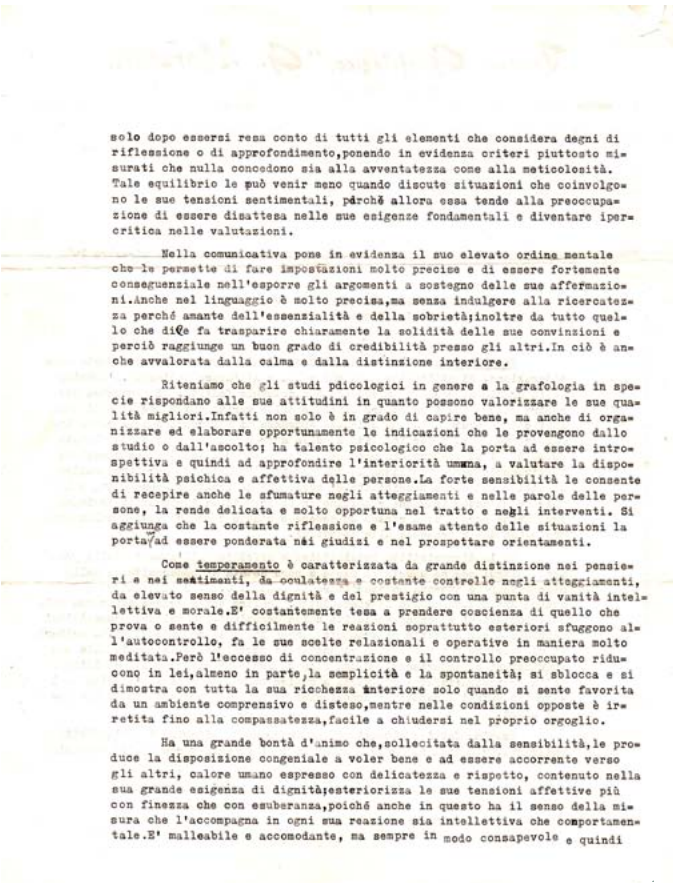 solo dopo essersi resa conto di tutti gli elementi che considera degni di
riflessione o di approfondimento,ponendo in evidenza criteri piuttosto mi=
surati che nulla concedono sia alla avventatezza come alla meticolosità.
Tale equilibrio le può venir meno quando discute situazioni che coinvolgo=
no le sue tensioni sentimentali, perché allora essa tende alla preoccupa=
zione di essere disattesa nelle sue esigenze fondamentali e diventare iper=
critica nelle valutazioni.
Nella comunicativa pone in evidenza il suo elevato ordine mentale
che le permette di fare impostazioni molto precise e di essere fortemente
conseguenziale nell'esporre gli argomenti a sostegno delle sue affermazio=
ni.Anche nel linguaggio è molto precisa,ma senza indulgere alla ricercatez=
za perché amante dell'essenzialità e della sobrietà;inoltre da tutto quel=
lo che dice fa trasparire chiaramente la solidità delle sue convinzioni e
perciò raggiunge un buon grado di credibilità presso gli altri.In ciò è an=
che avvalorata dalla calma e dalla distinzione interiore.
Riteniamo che gli studi pdicologici in genere e la grafologia in spe=
cie rispondano alle sue attitudini in quanto possono valorizzare le sue qua=
lità migliori.Infatti non solo è in grado di capire bene, ma anche di orga=
nizzare ed elaborare opportunamente le indicazioni che le provengono dallo
studio o dall'ascolto; ha talento psicologico che la porta ad essere intro=
spettiva e quindi ad approfondire l'interiorità umana, a valutare la dispo=
nibilità psichica e affettiva delle persone.La forte sensibilità le consente
di recepire anche le sfumature negli atteggiamenti e nelle parole delle per=
sone, la rende delicata e molto opportuna nel tratto e negli interventi. Si
aggiunga che la costante riflessione e l'esame attento delle situazioni la
porta ad essere ponderata nei giudizi e nel prospettare orientamenti.
Come temperamento è caratterizzata da grande distinzione nei pensie=
ri e nei sentimenti, da oculatezza e costante controllo negli atteggiamenti,
da elevato senso della dignità e del prestigio con una punta di vanità intel=
lettiva e morale.E' costantemente tesa a prendere coscienza di quello che
prova o sente e difficilmente le reazioni soprattutto esteriori sfuggono al=
l'autocontrollo, fa le sue scelte relazionali e operative in maniera molto
meditata.Però l'eccesso di concentrazione e il controllo preoccupato ridu=
cono in lei,almeno in parte,la semplicità e la spontaneità; si sblocca e si
dimostra con tutta la sua ricchezza interiore solo quando si sente favorita
da un ambiente comprensivo e disteso,mentre nelle condizioni opposte è ir=
retita fino alla compassatezza,facile a chiudersi nel proprio orgoglio.
Ha una grande bontà d'animo che,sollecitata dalla sensibilità,le pro=
duce la disposizione congeniale a voler bene e ad essere accorrente verso
gli altri, calore umano espresso con delicatezza e rispetto, contenuto nella
sua grande esigenza di dignità;esteriorizza le sue tensioni affettive più
con finezza che con esuberanza,poiché anche in questo ha il senso della mi=
sura che l'accompagna in ogni sua reazione sia intellettiva che comportamen=
tale.E' malleabile e accomodante, ma sempre in modo consapevole e quindi